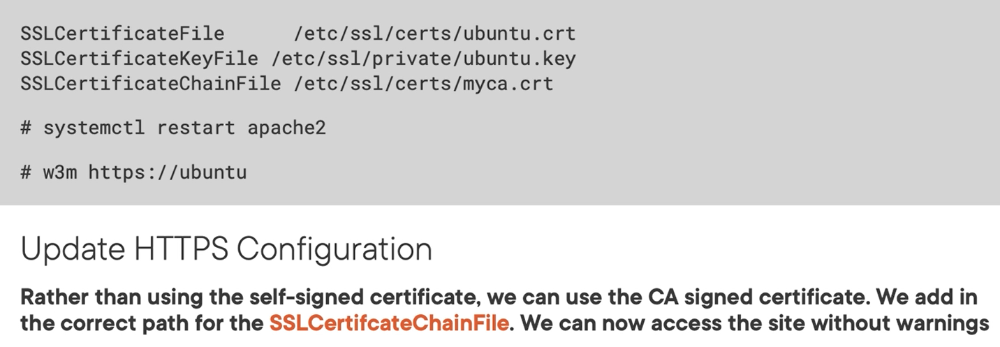 SSLCertificateFile /etc/ssl/certs/ubuntu.crt
SSLCertificateKeyFile /etc/ssl/private/ubuntu.key
SSLCertificateChainFile /etc/ssl/certs/myca.crt
# systemctl restart apache2
# w3m https://ubuntu
Update HTTPS Configuration
Rather than using the self-signed certificate, we can use the CA signed certificate. We add in
the correct path for the SSLCertifcateChainFile. We can now access the site without warnings